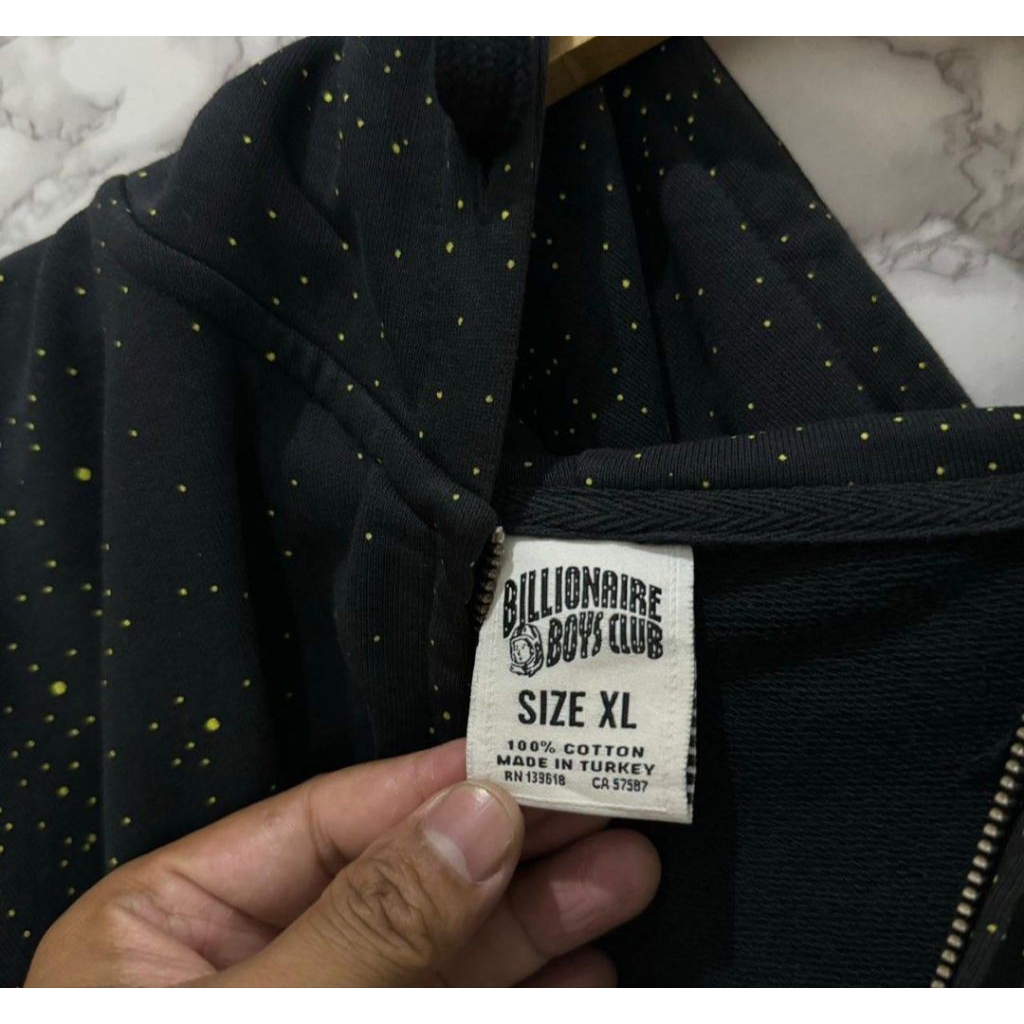 BILLIONAIRE
BOYS CLUB
SIZE XL
100% COTTON
MADE IN TURKEY
RN 139618 CA 57587